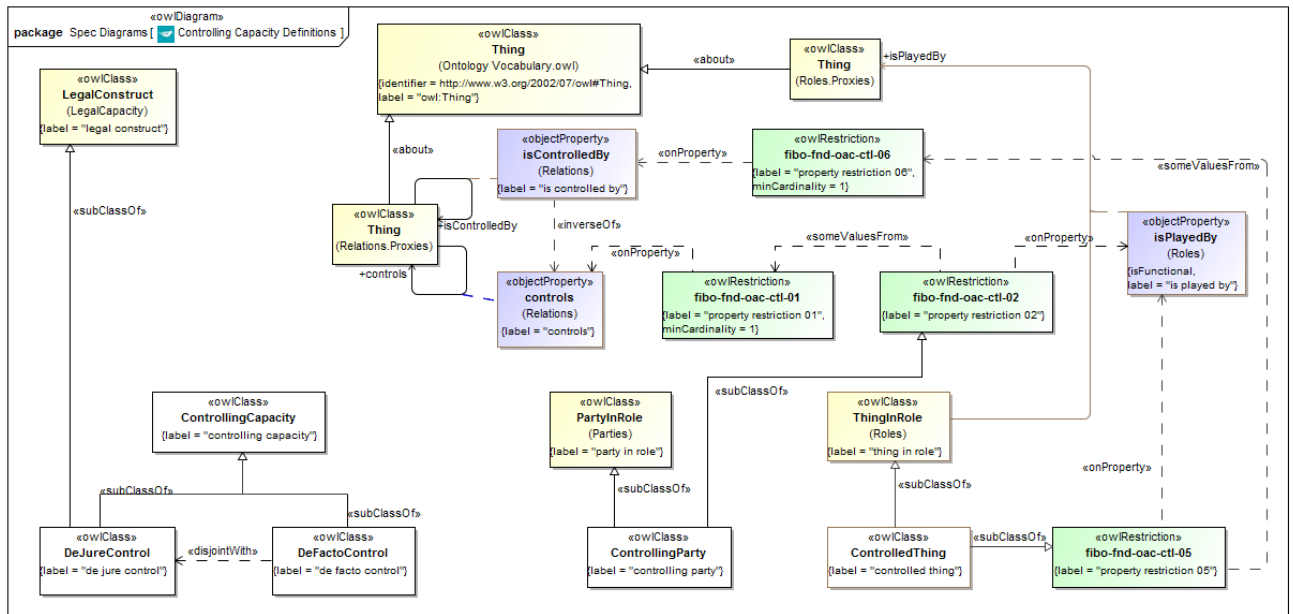 «owlDiagram»
package Spec Diagrams [ Controlling Capacity Definitions ]
«owlClass»
Thing
(Ontology Vocabulary.owl)
{identifier = http://www.w3.org/2002/07/owl#Thing,
label = "owl:Thing"}
«about»
«owlClass»
Thing
(Roles.Proxies)
+isPlayedBy
«owlClass»
LegalConstruct
(LegalCapacity)
{label = "legal construct"}
«about»
«objectProperty»
isControlledBy
(Relations)
{label = "is controlled by"}
«onProperty»
«owlRestriction»
fibo-fnd-oac-ctl-06
{label = "property restriction 06",
minCardinality = 1}
«someValuesFrom»
«subClassOf»
«owlClass»
Thing
(Relations.Proxies)
+isControlledBy
+controls
«inverseOf»
«onProperty»
«someValuesFrom»
«onProperty»
«objectProperty»
isPlayedBy
(Roles)
{isFunctional,
label = "is played by"}
«objectProperty»
controls
(Relations)
{label = "controls"}
«owlRestriction»
fibo-fnd-oac-ctl-01
{label = "property restriction 01",
minCardinality = 1}
«owlRestriction»
fibo-fnd-oac-ctl-02
{label = "property restriction 02"}
«owlClass»
ControllingCapacity
{label = "controlling capacity"}
«owlClass»
PartyInRole
(Parties)
{label = "party in role"}
«subClassOf»
«owlClass»
ThingInRole
(Roles)
{label = "thing in role"}
«onProperty»
«subClassOf»
«subClassOf»
«subClassOf»
«subClassOf»
«owlClass»
DeJureControl
{label = "de jure control"}
«disjointWith»
«owlClass»
DeFactoControl
{label = "de facto control"}
«owlClass»
ControllingParty
{label = "controlling party"}
«owlClass»
ControlledThing
{label = "controlled thing"}
«subClassOf»
«owlRestriction»
fibo-fnd-oac-ctl-05
{label = "property restriction 05"}